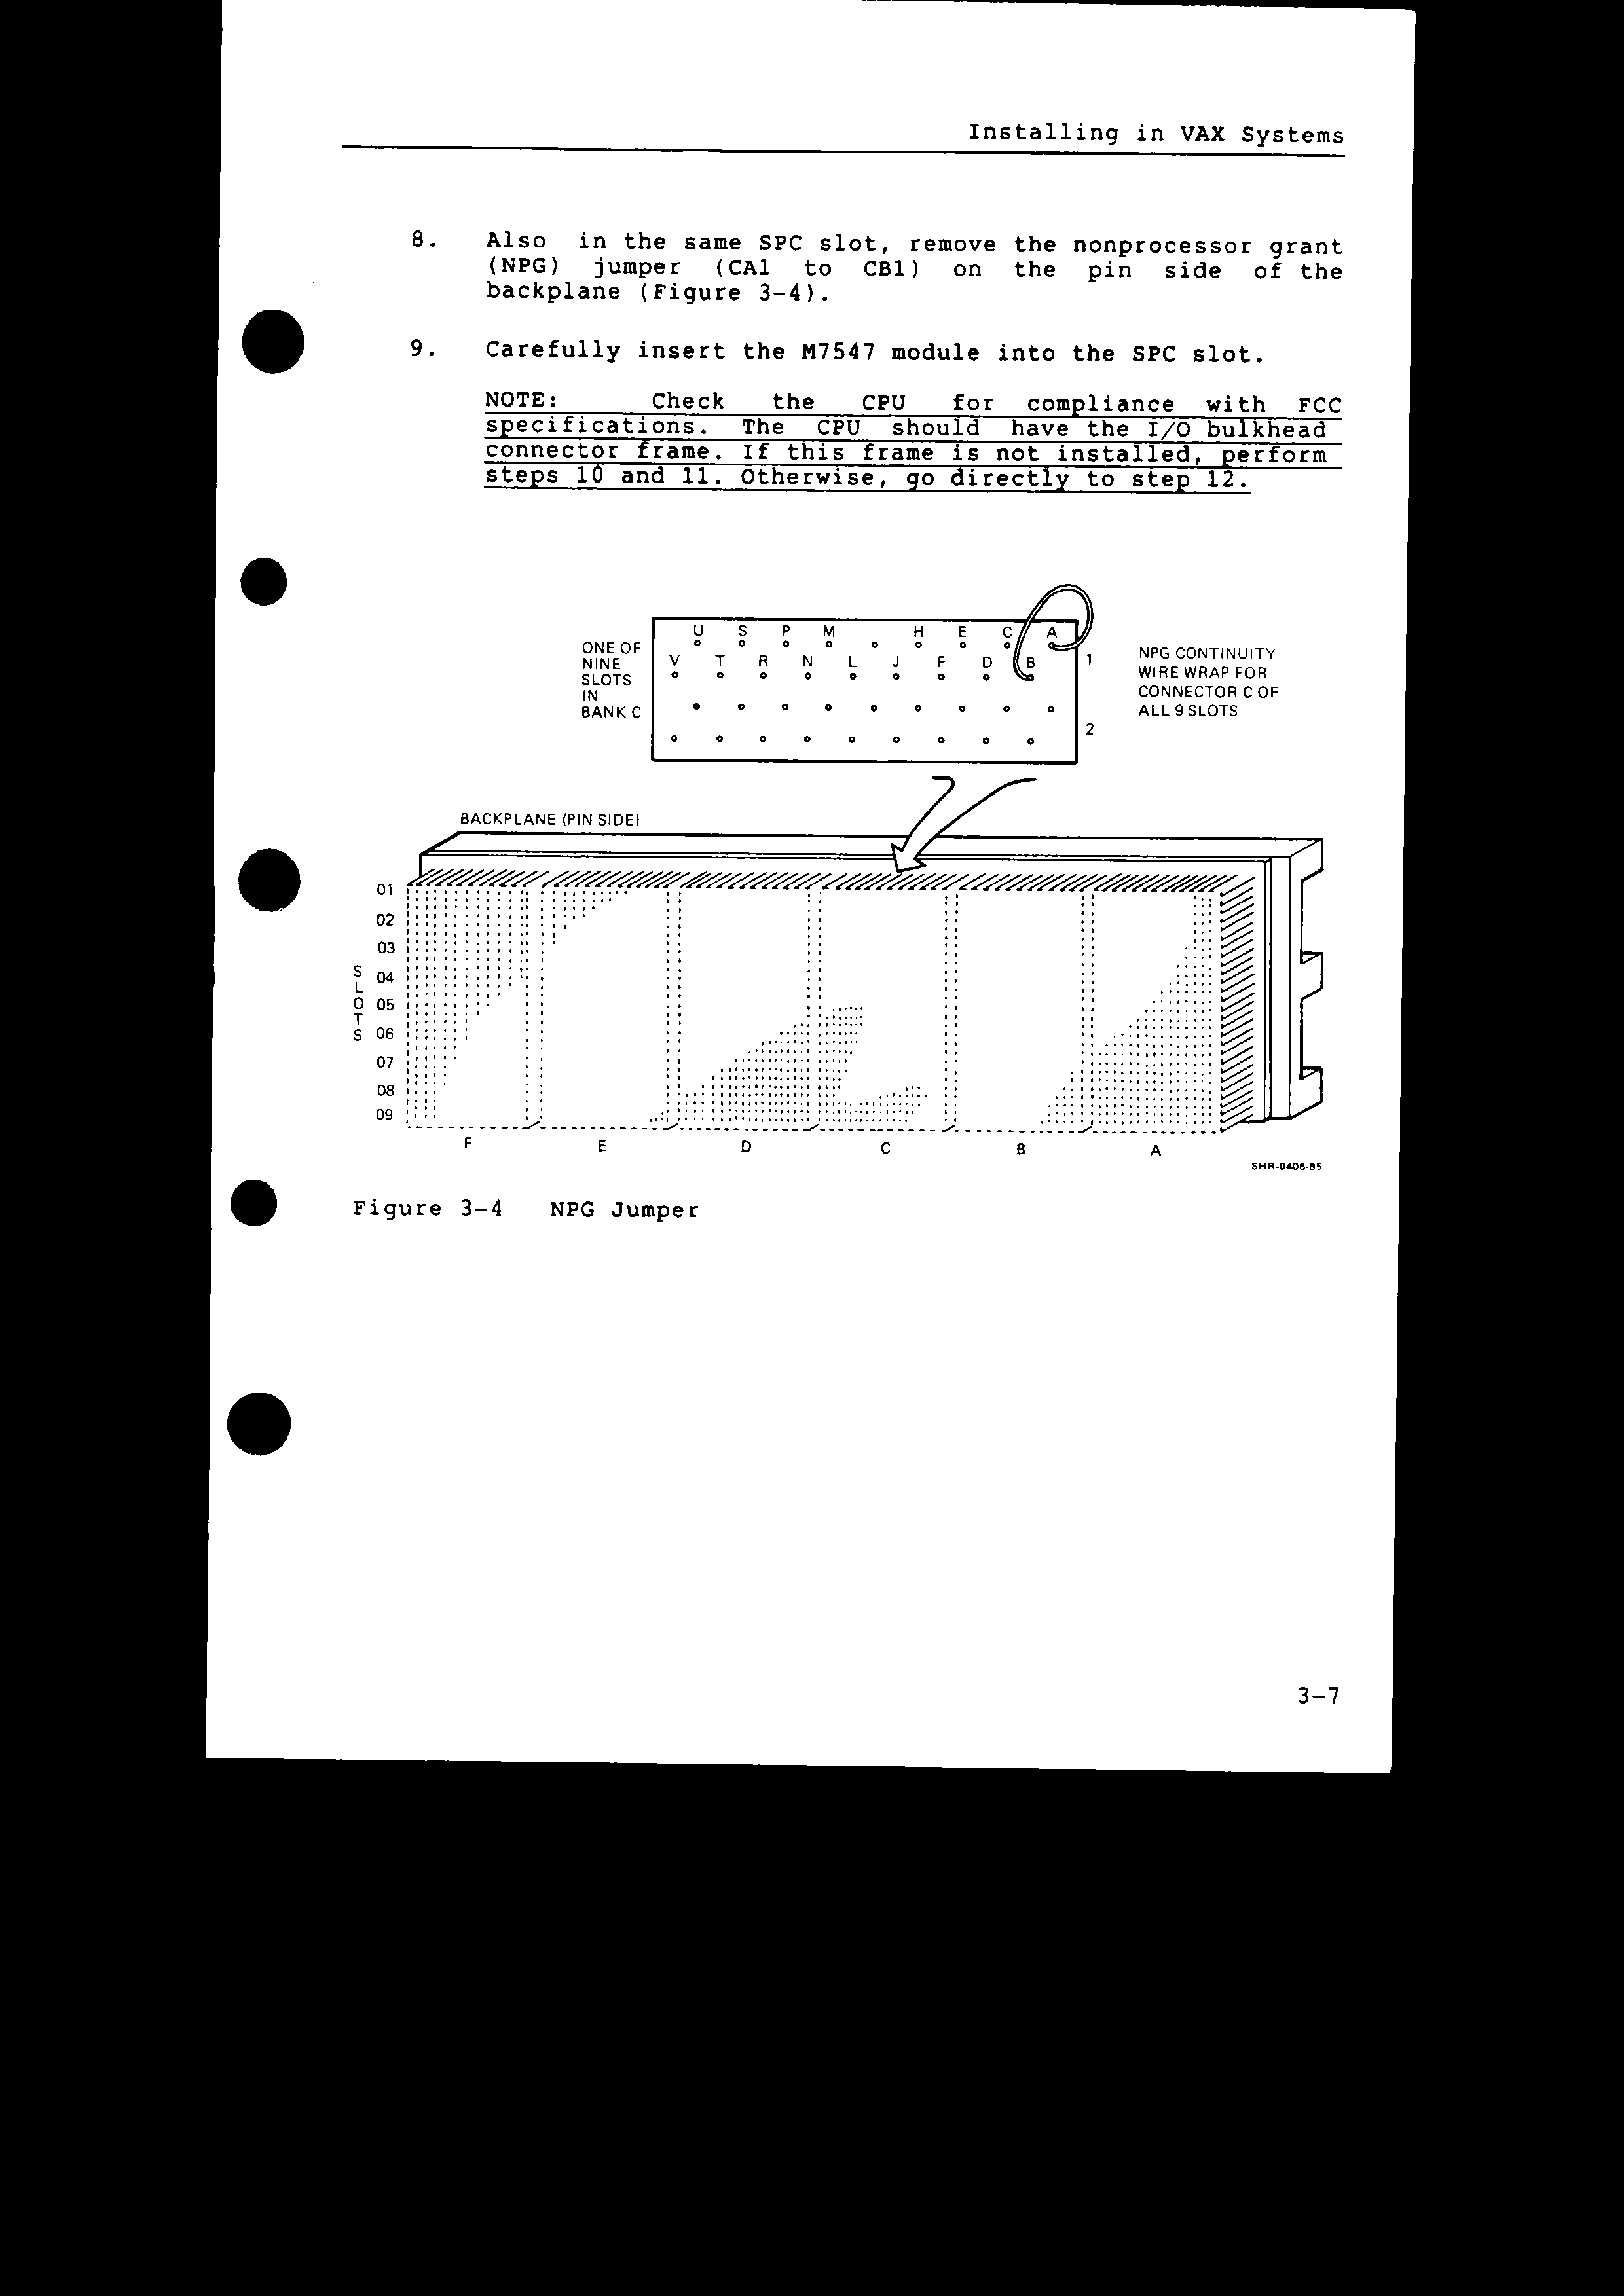 Installing in VAX Systems
8. Also in the same SPC slot, remove the nonprocessor grant
(NPG) jumper (CA1 to CB1) on the pin side of the
backplane (Figure 3-4).
9. Carefully insert the M7547 module into the SPC slot.
NOTE: Check the CPU for compliance with FCC
specifications. The CPU should have the I/O bulkhead
connector frame. If this frame is not installed, perform
steps 10 and 11. Otherwise, go directly to step 12.
ONE OF
NINE
SLOTS
IN
BANK C
U S P M H E C A
V T R N L J F D B
1
2
NPG CONTINUITY
WIRE WRAP FOR
CONNECTOR C OF
ALL 9 SLOTS
BACKPLANE (PIN SIDE)
SLOTS
01
02
03
04
05
06
07
08
09
F E D C B A
SHR-0406-85
Figure 3-4 NPG Jumper
3-7